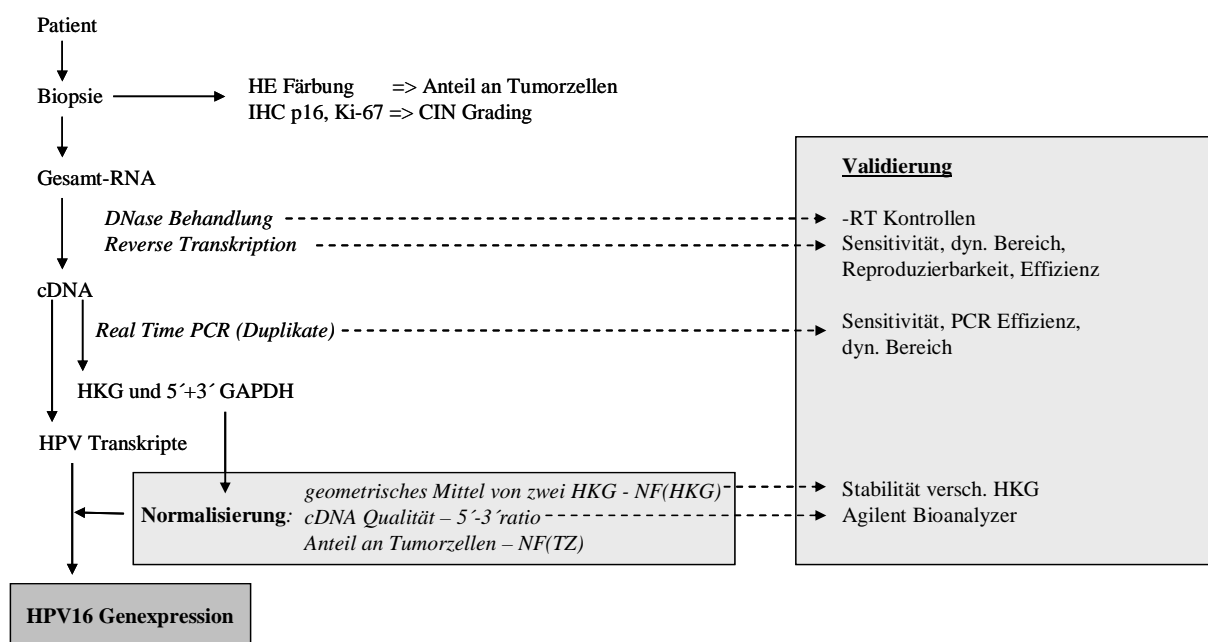 Patient
Biopsie
HE Färbung => Anteil an Tumorzellen
IHC p16, Ki-67 => CIN Grading
Gesamt-RNA
Validierung
DNase Behandlung
-RT Kontrollen
Reverse Transkription
Sensitivität, dyn. Bereich,
Reproduzierbarkeit, Effizienz
cDNA
Real Time PCR (Duplikate)
Sensitivität, PCR Effizienz,
dyn. Bereich
HKG und 5´+3´ GAPDH
HPV Transkripte
geometrisches Mittel von zwei HKG - NF(HKG)
Stabilität versch. HKG
Normalisierung: cDNA Qualität – 5´-3´ratio
Agilent Bioanalyzer
Anteil an Tumorzellen – NF(TZ)
HPV16 Genexpression